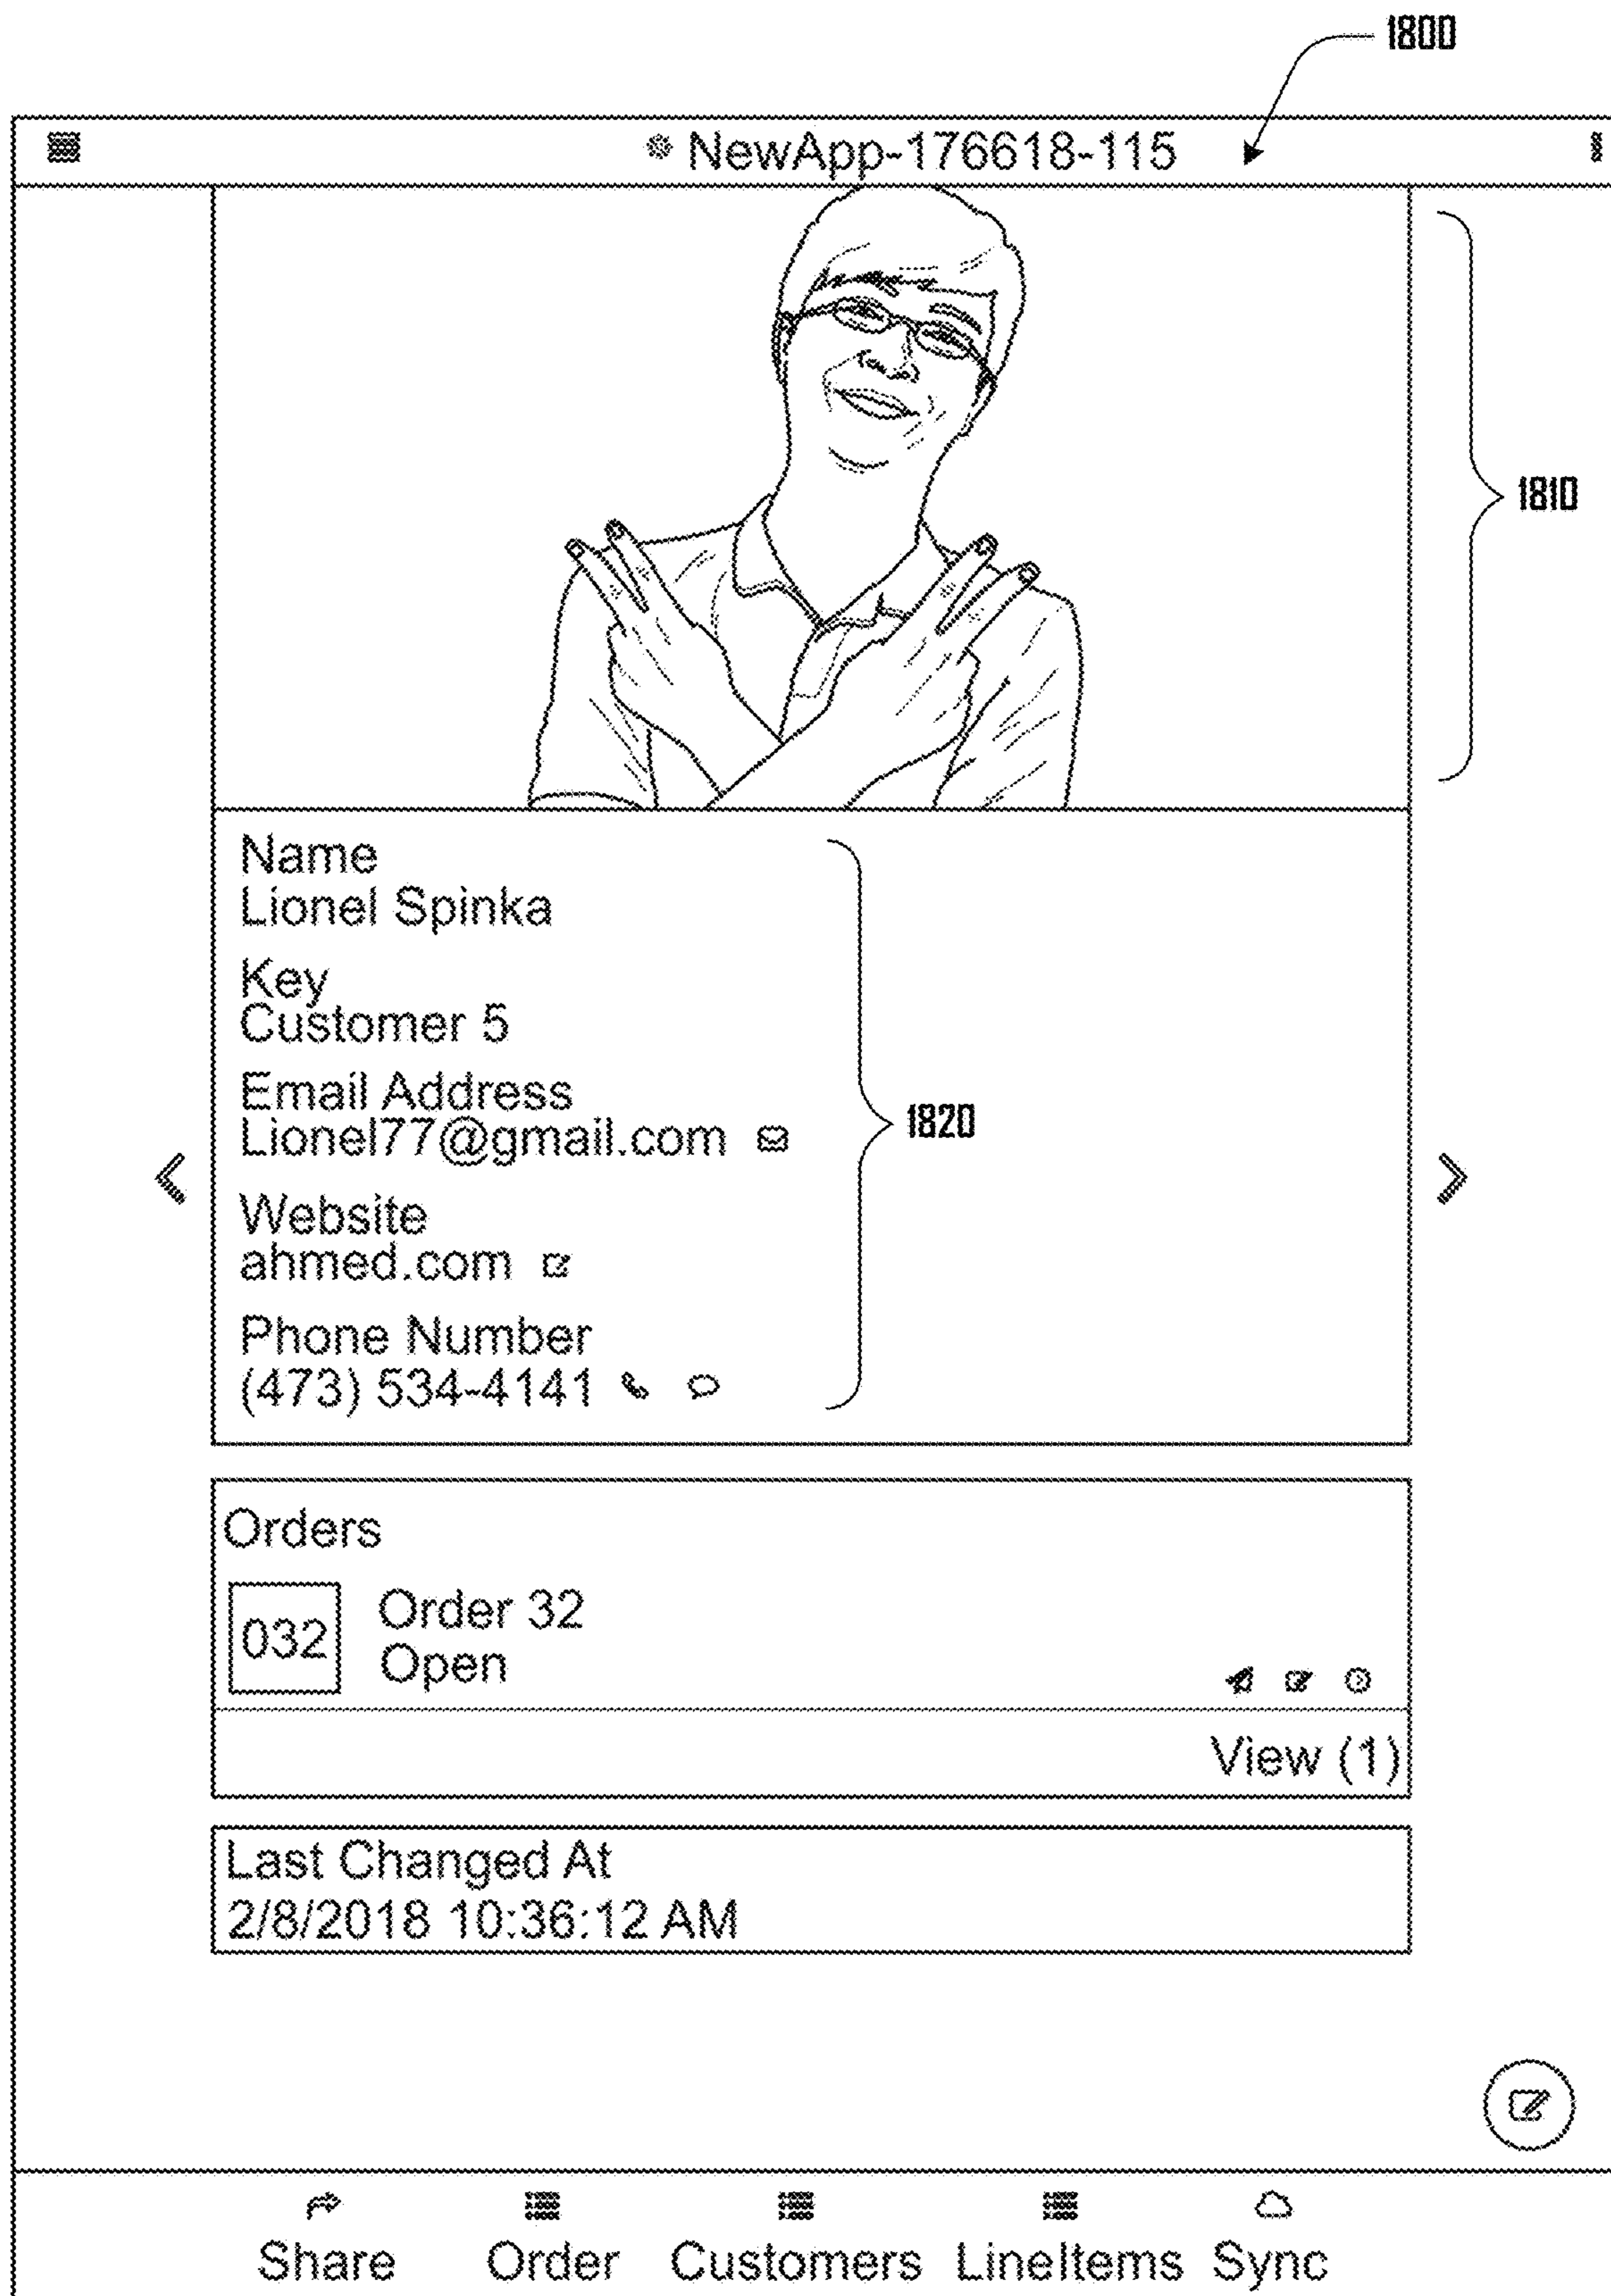 1800
NewApp-176618-115
1810
Name
Lionel Spinka
Key
Customer 5
Email Address
Lionel77@gmail.com
1820
Website
ahmed.com
Phone Number
(473) 534-4141
Orders
032
Order 32
Open
View (1)
Last Changed At
2/8/2018 10:36:12 AM
Share Order Customers LineItems Sync